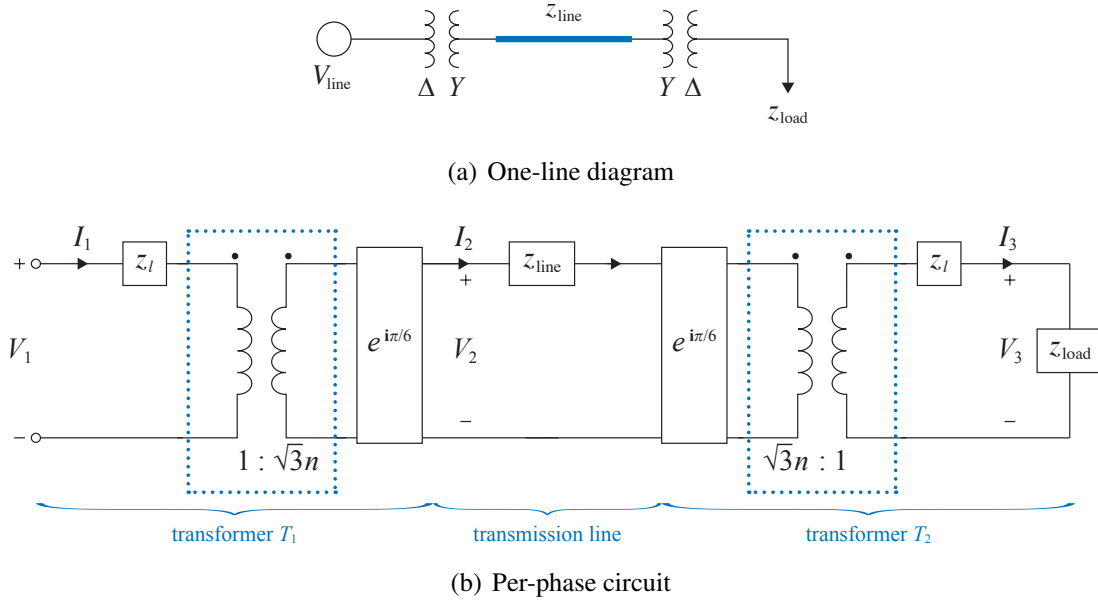 z_line
V_line
Δ Y
Y Δ
z_load
(a) One-line diagram
I_1 I_2 I_3
+ z_l z_line z_l
+ +
V_1 e^{iπ/6} V_2 e^{iπ/6} V_3 z_load
− − −
1 : √3n √3n : 1
transformer T_1 transmission line transformer T_2
(b) Per-phase circuit